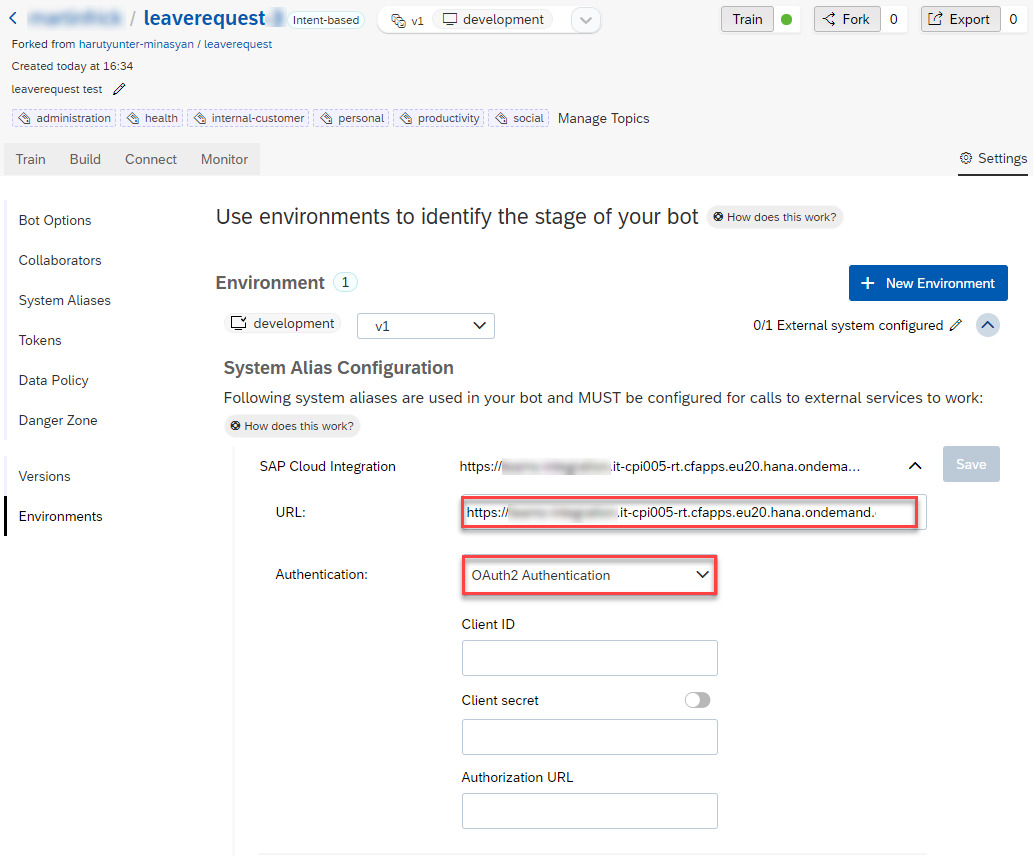 / leaverequest Intent-based v1 development Train Fork 0 Export 0
Forked from harutyunter-minasyan / leaverequest
Created today at 16:34
leaverequest test
administration health internal-customer personal productivity social Manage Topics
Train Build Connect Monitor Settings
Bot Options
Collaborators
System Aliases
Tokens
Data Policy
Danger Zone
Versions
Environments
Use environments to identify the stage of your bot How does this work?
Environment 1 + New Environment
development v1 0/1 External system configured
System Alias Configuration
Following system aliases are used in your bot and MUST be configured for calls to external services to work:
How does this work?
SAP Cloud Integration https:// .it-cpi005-rt.cfapps.eu20.hana.ondema... Save
URL: https:// .it-cpi005-rt.cfapps.eu20.hana.ondemand.
Authentication: OAuth2 Authentication
Client ID
Client secret
Authorization URL